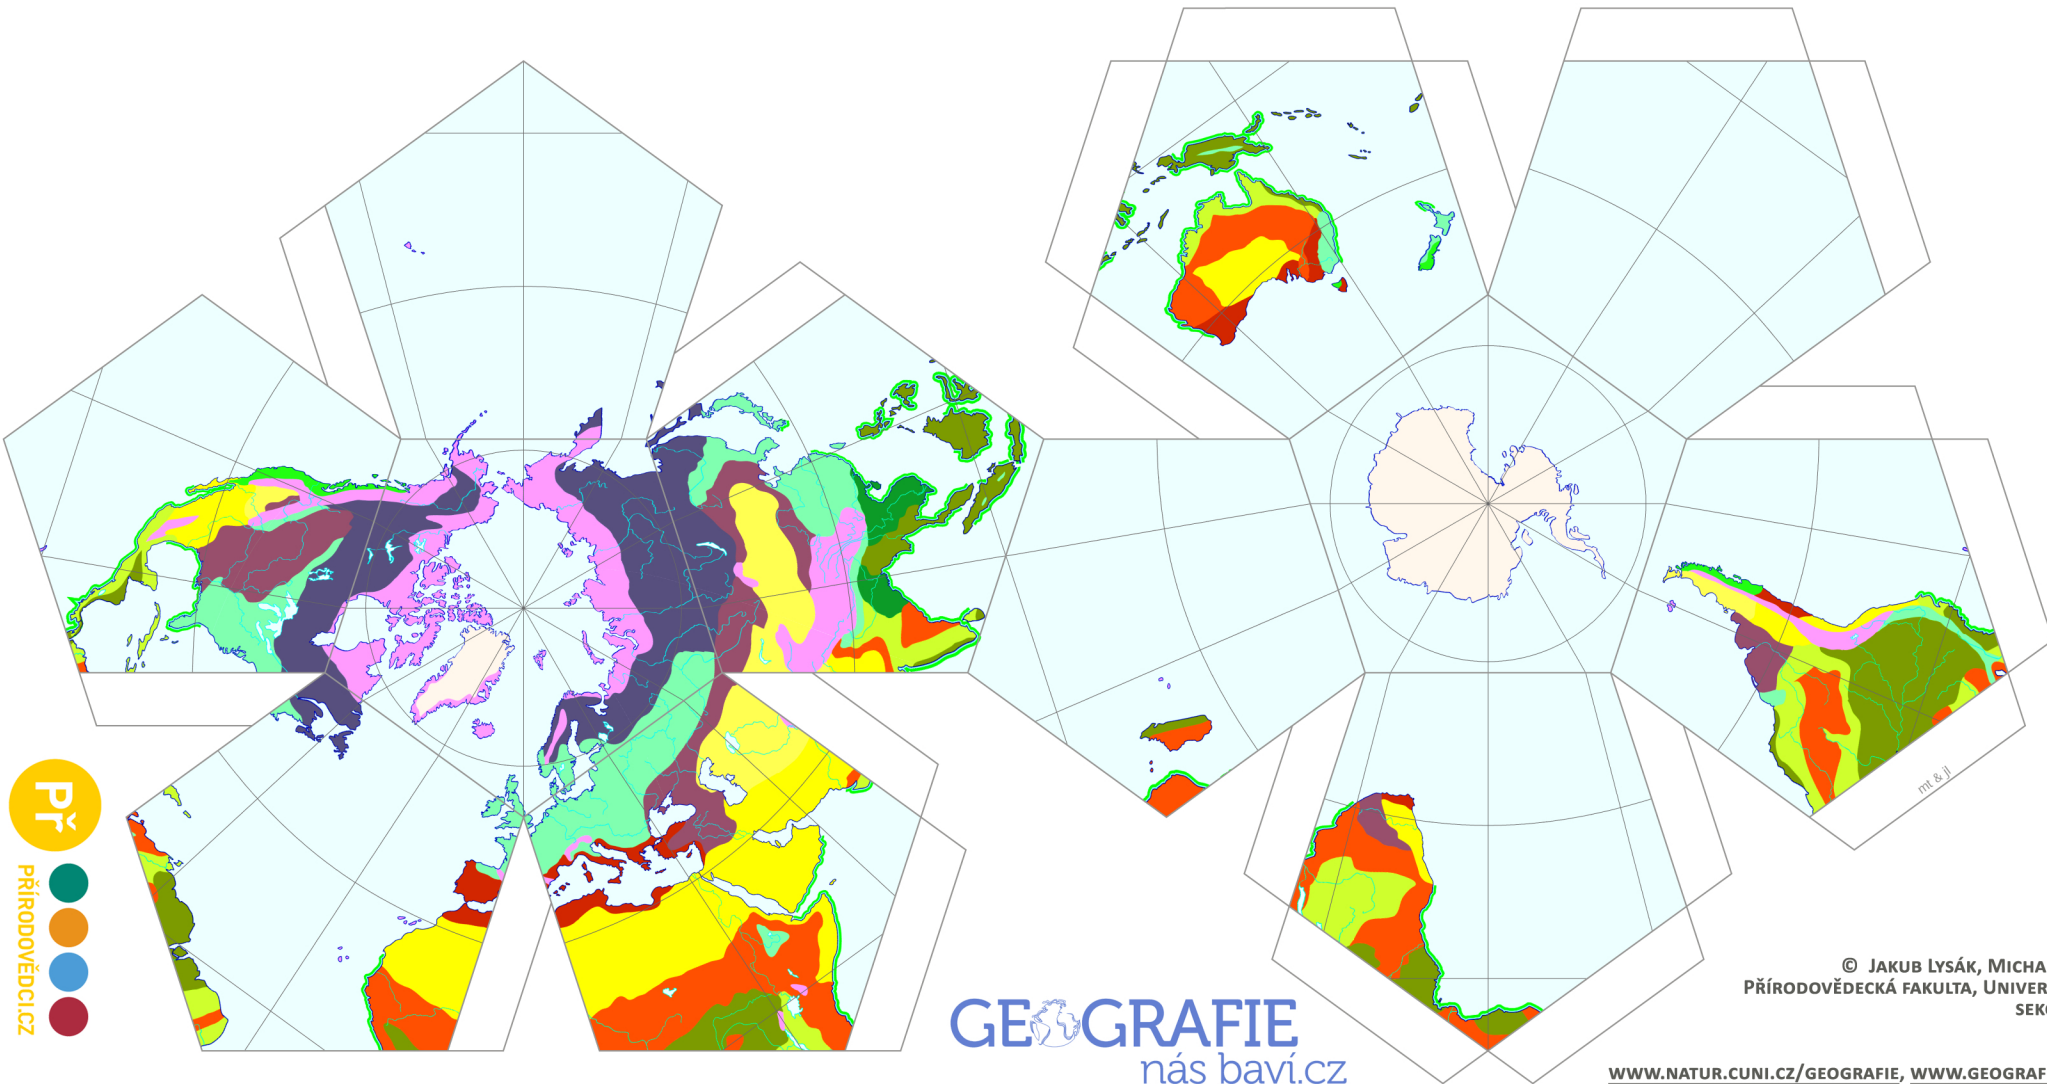 Př
PŘÍRODOVĚDCI.CZ
mt & jl
GEOGRAFIE
nás baví.cz
© JAKUB LYSÁK, MICHA
PŘÍRODOVĚDECKÁ FAKULTA, UNIVER
SEK
WWW.NATUR.CUNI.CZ/GEOGRAFIE, WWW.GEOGRAF